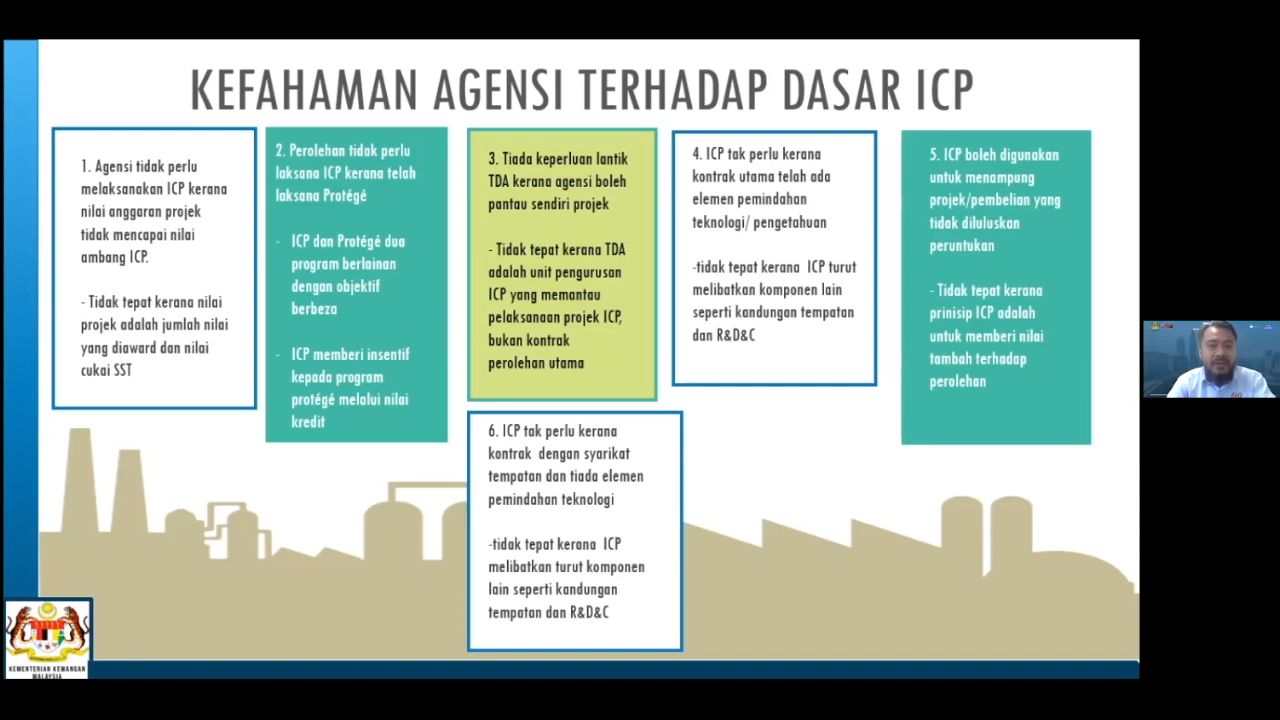 KEFAHAMAN AGENSI TERHADAP DASAR ICP
1. Agensi tidak perlu
melaksanakan ICP kerana
nilai anggaran projek
tidak mencapai nilai
ambang ICP.
- Tidak tepat kerana nilai
projek adalah jumlah nilai
yang diaward dan nilai
cukai SST
2. Perolehan tidak perlu
laksana ICP kerana telah
laksana Protégé
- ICP dan Protégé dua
program berlainan
dengan objektif
berbeza
- ICP memberi insentif
kepada program
protégé melalui nilai
kredit
3. Tiada keperluan lantik
TDA kerana agensi boleh
pantau sendiri projek
- Tidak tepat kerana TDA
adalah unit pengurusan
ICP yang memantau
pelaksanaan projek ICP,
bukan kontrak
perolehan utama
4. ICP tak perlu kerana
kontrak utama telah ada
elemen pemindahan
teknologi/ pengetahuan
-tidak tepat kerana ICP turut
melibatkan komponen lain
seperti kandungan tempatan
dan R&D&C
5. ICP boleh digunakan
untuk menampung
projek/pembelian yang
tidak diluluskan
peruntukan
- Tidak tepat kerana
prinisip ICP adalah
untuk memberi nilai
tambah terhadap
perolehan
6. ICP tak perlu kerana
kontrak dengan syarikat
tempatan dan tiada elemen
pemindahan teknologi
-tidak tepat kerana ICP
melibatkan turut komponen
lain seperti kandungan
tempatan dan R&D&C
KEMENTERIAN KEWANGAN
MALAYSIA